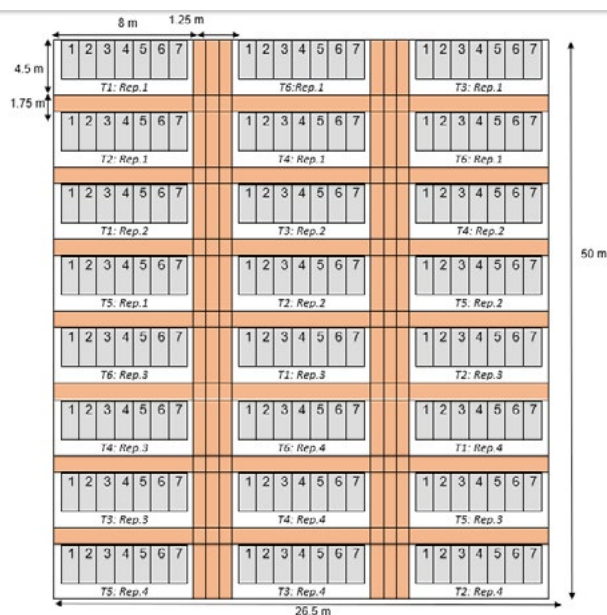 8 m 1.25 m
4.5 m
1 2 3 4 5 6 7 1 2 3 4 5 6 7 1 2 3 4 5 6 7
T1: Rep.1 T6:Rep.1 T3: Rep.1
1.75 m
1 2 3 4 5 6 7 1 2 3 4 5 6 7 1 2 3 4 5 6 7
T2: Rep.1 T4: Rep.1 T6: Rep.1
1 2 3 4 5 6 7 1 2 3 4 5 6 7 1 2 3 4 5 6 7
T1: Rep.2 T3: Rep.2 T4: Rep.2
50 m
1 2 3 4 5 6 7 1 2 3 4 5 6 7 1 2 3 4 5 6 7
T5: Rep.1 T2: Rep.2 T5: Rep.2
1 2 3 4 5 6 7 1 2 3 4 5 6 7 1 2 3 4 5 6 7
T6: Rep.3 T1: Rep.3 T2: Rep.3
1 2 3 4 5 6 7 1 2 3 4 5 6 7 1 2 3 4 5 6 7
T4: Rep.3 T6: Rep.4 T1: Rep.4
1 2 3 4 5 6 7 1 2 3 4 5 6 7 1 2 3 4 5 6 7
T3: Rep.3 T4: Rep.4 T5: Rep.3
1 2 3 4 5 6 7 1 2 3 4 5 6 7 1 2 3 4 5 6 7
T5: Rep.4 T3: Rep.4 T2: Rep.4
26.5 m